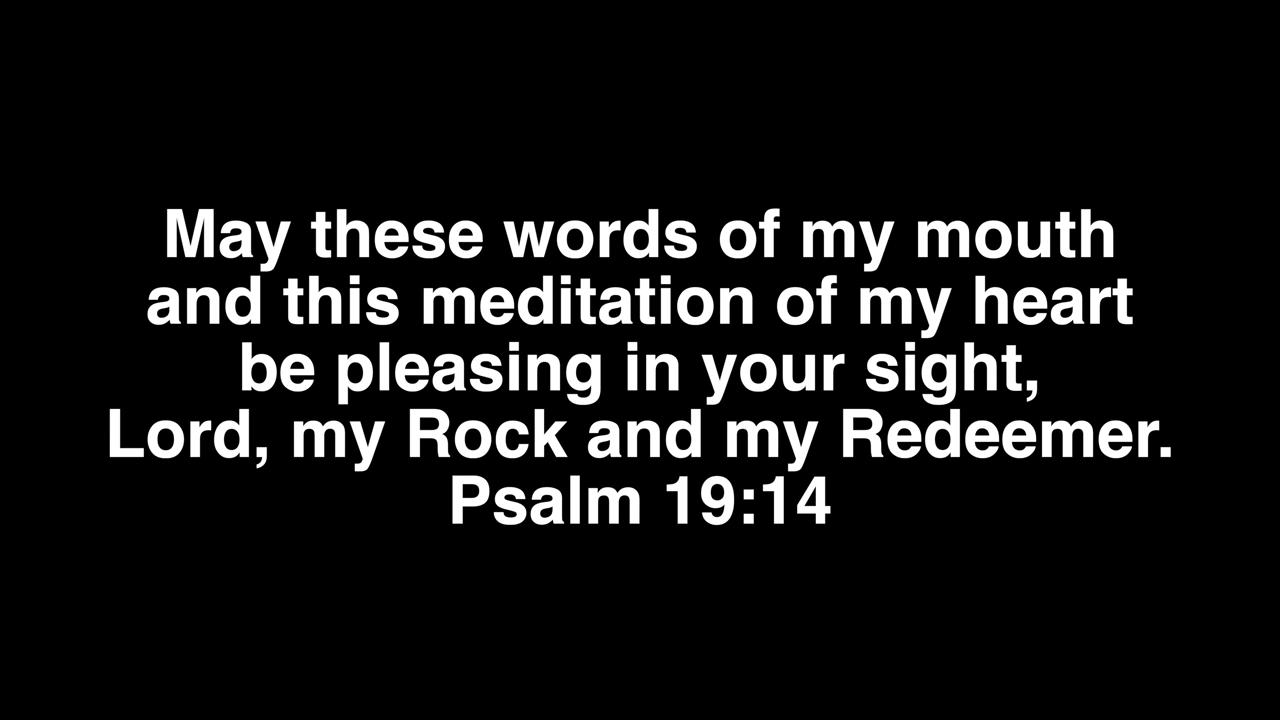 May these words of my mouth
and this meditation of my heart
be pleasing in your sight,
Lord, my Rock and my Redeemer.
Psalm 19:14